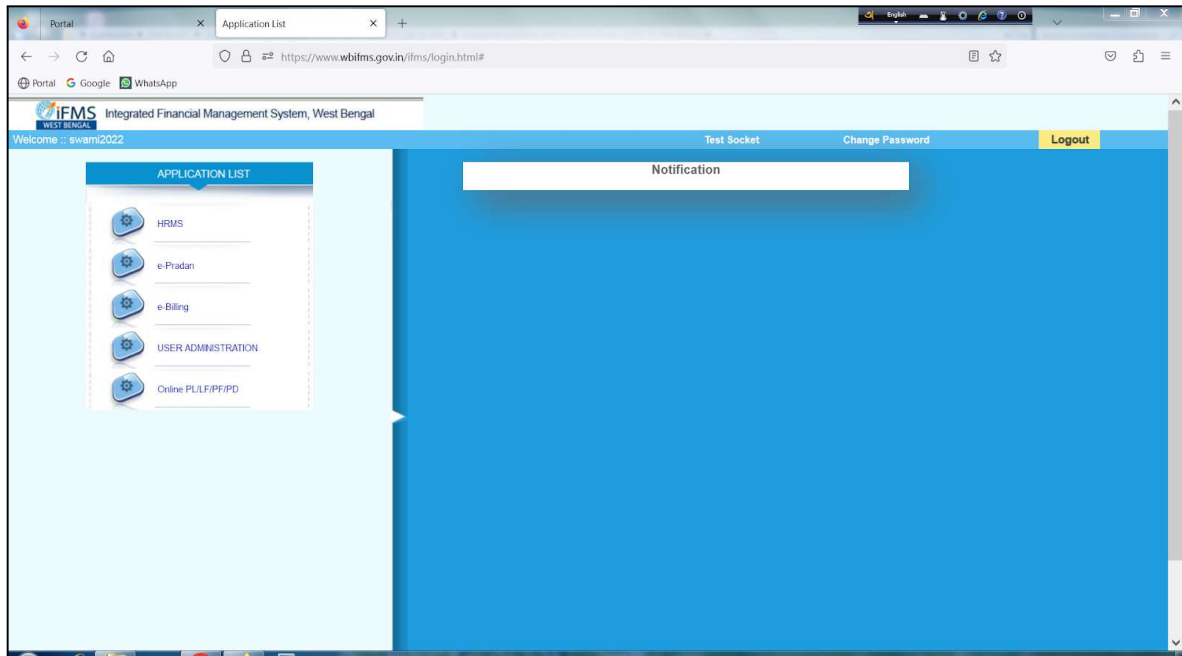 Portal
Application List
English
https://www.wbifms.gov.in/ifms/login.html#
Portal
Google
WhatsApp
iFMS
WEST BENGAL
Integrated Financial Management System, West Bengal
Welcome :: swami2022
Test Socket
Change Password
Logout
APPLICATION LIST
Notification
HRMS
e-Pradan
e-Billing
USER ADMINISTRATION
Online PL/LF/PF/PD